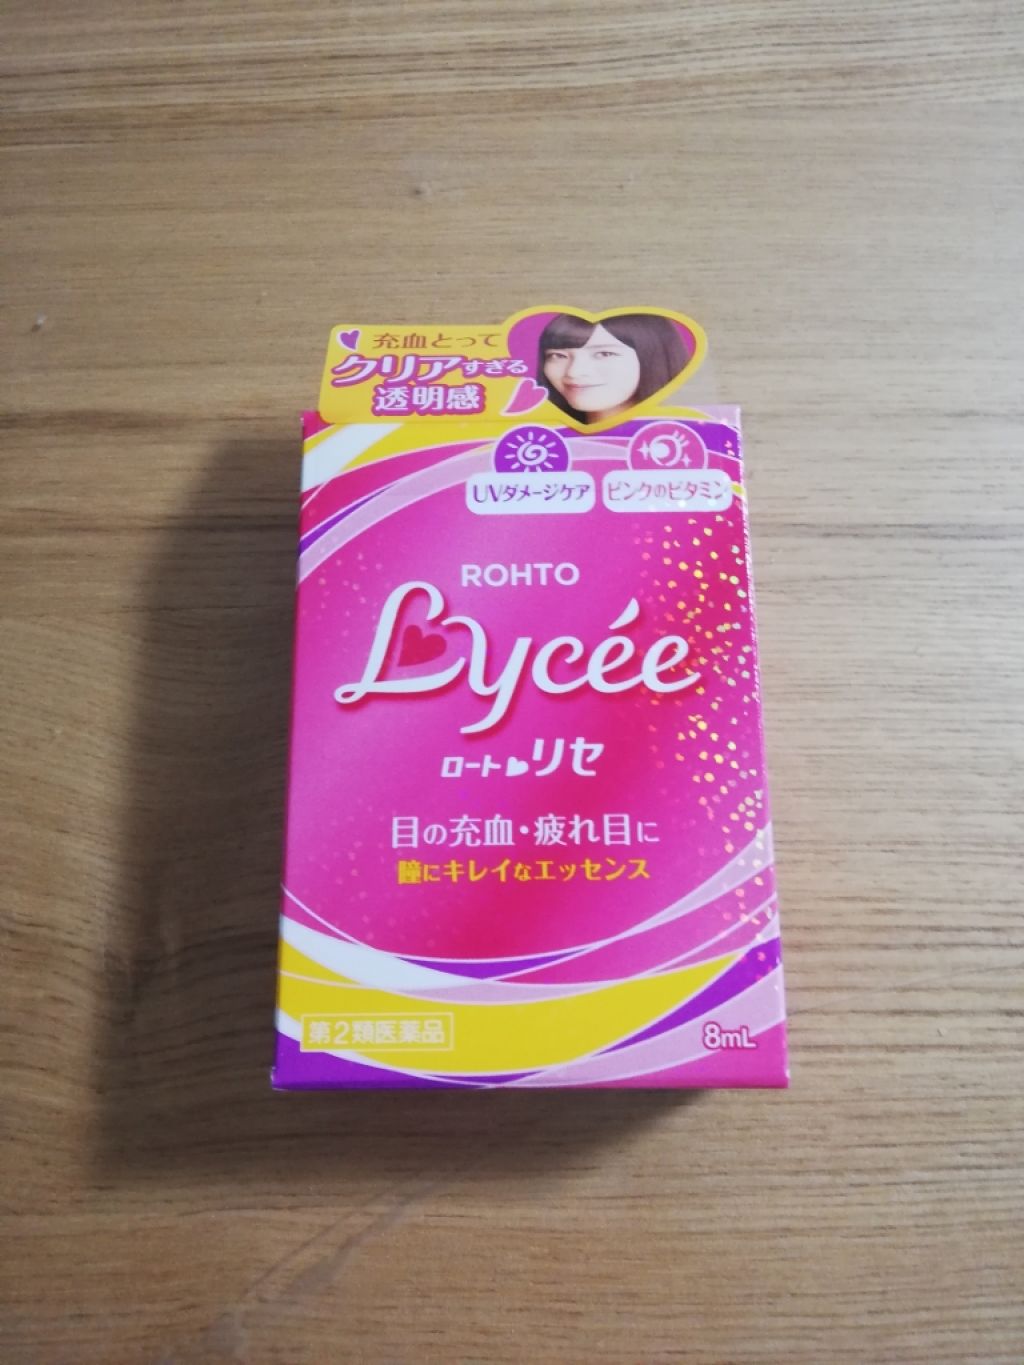 充血とって
クリアすぎる
透明感
UVダメージケア
ピンクのビタミン
ROHTO
Lycée
ロートリセ
目の充血・疲れ目に
瞳にキレイなエッセンス
第2類医薬品
8mL